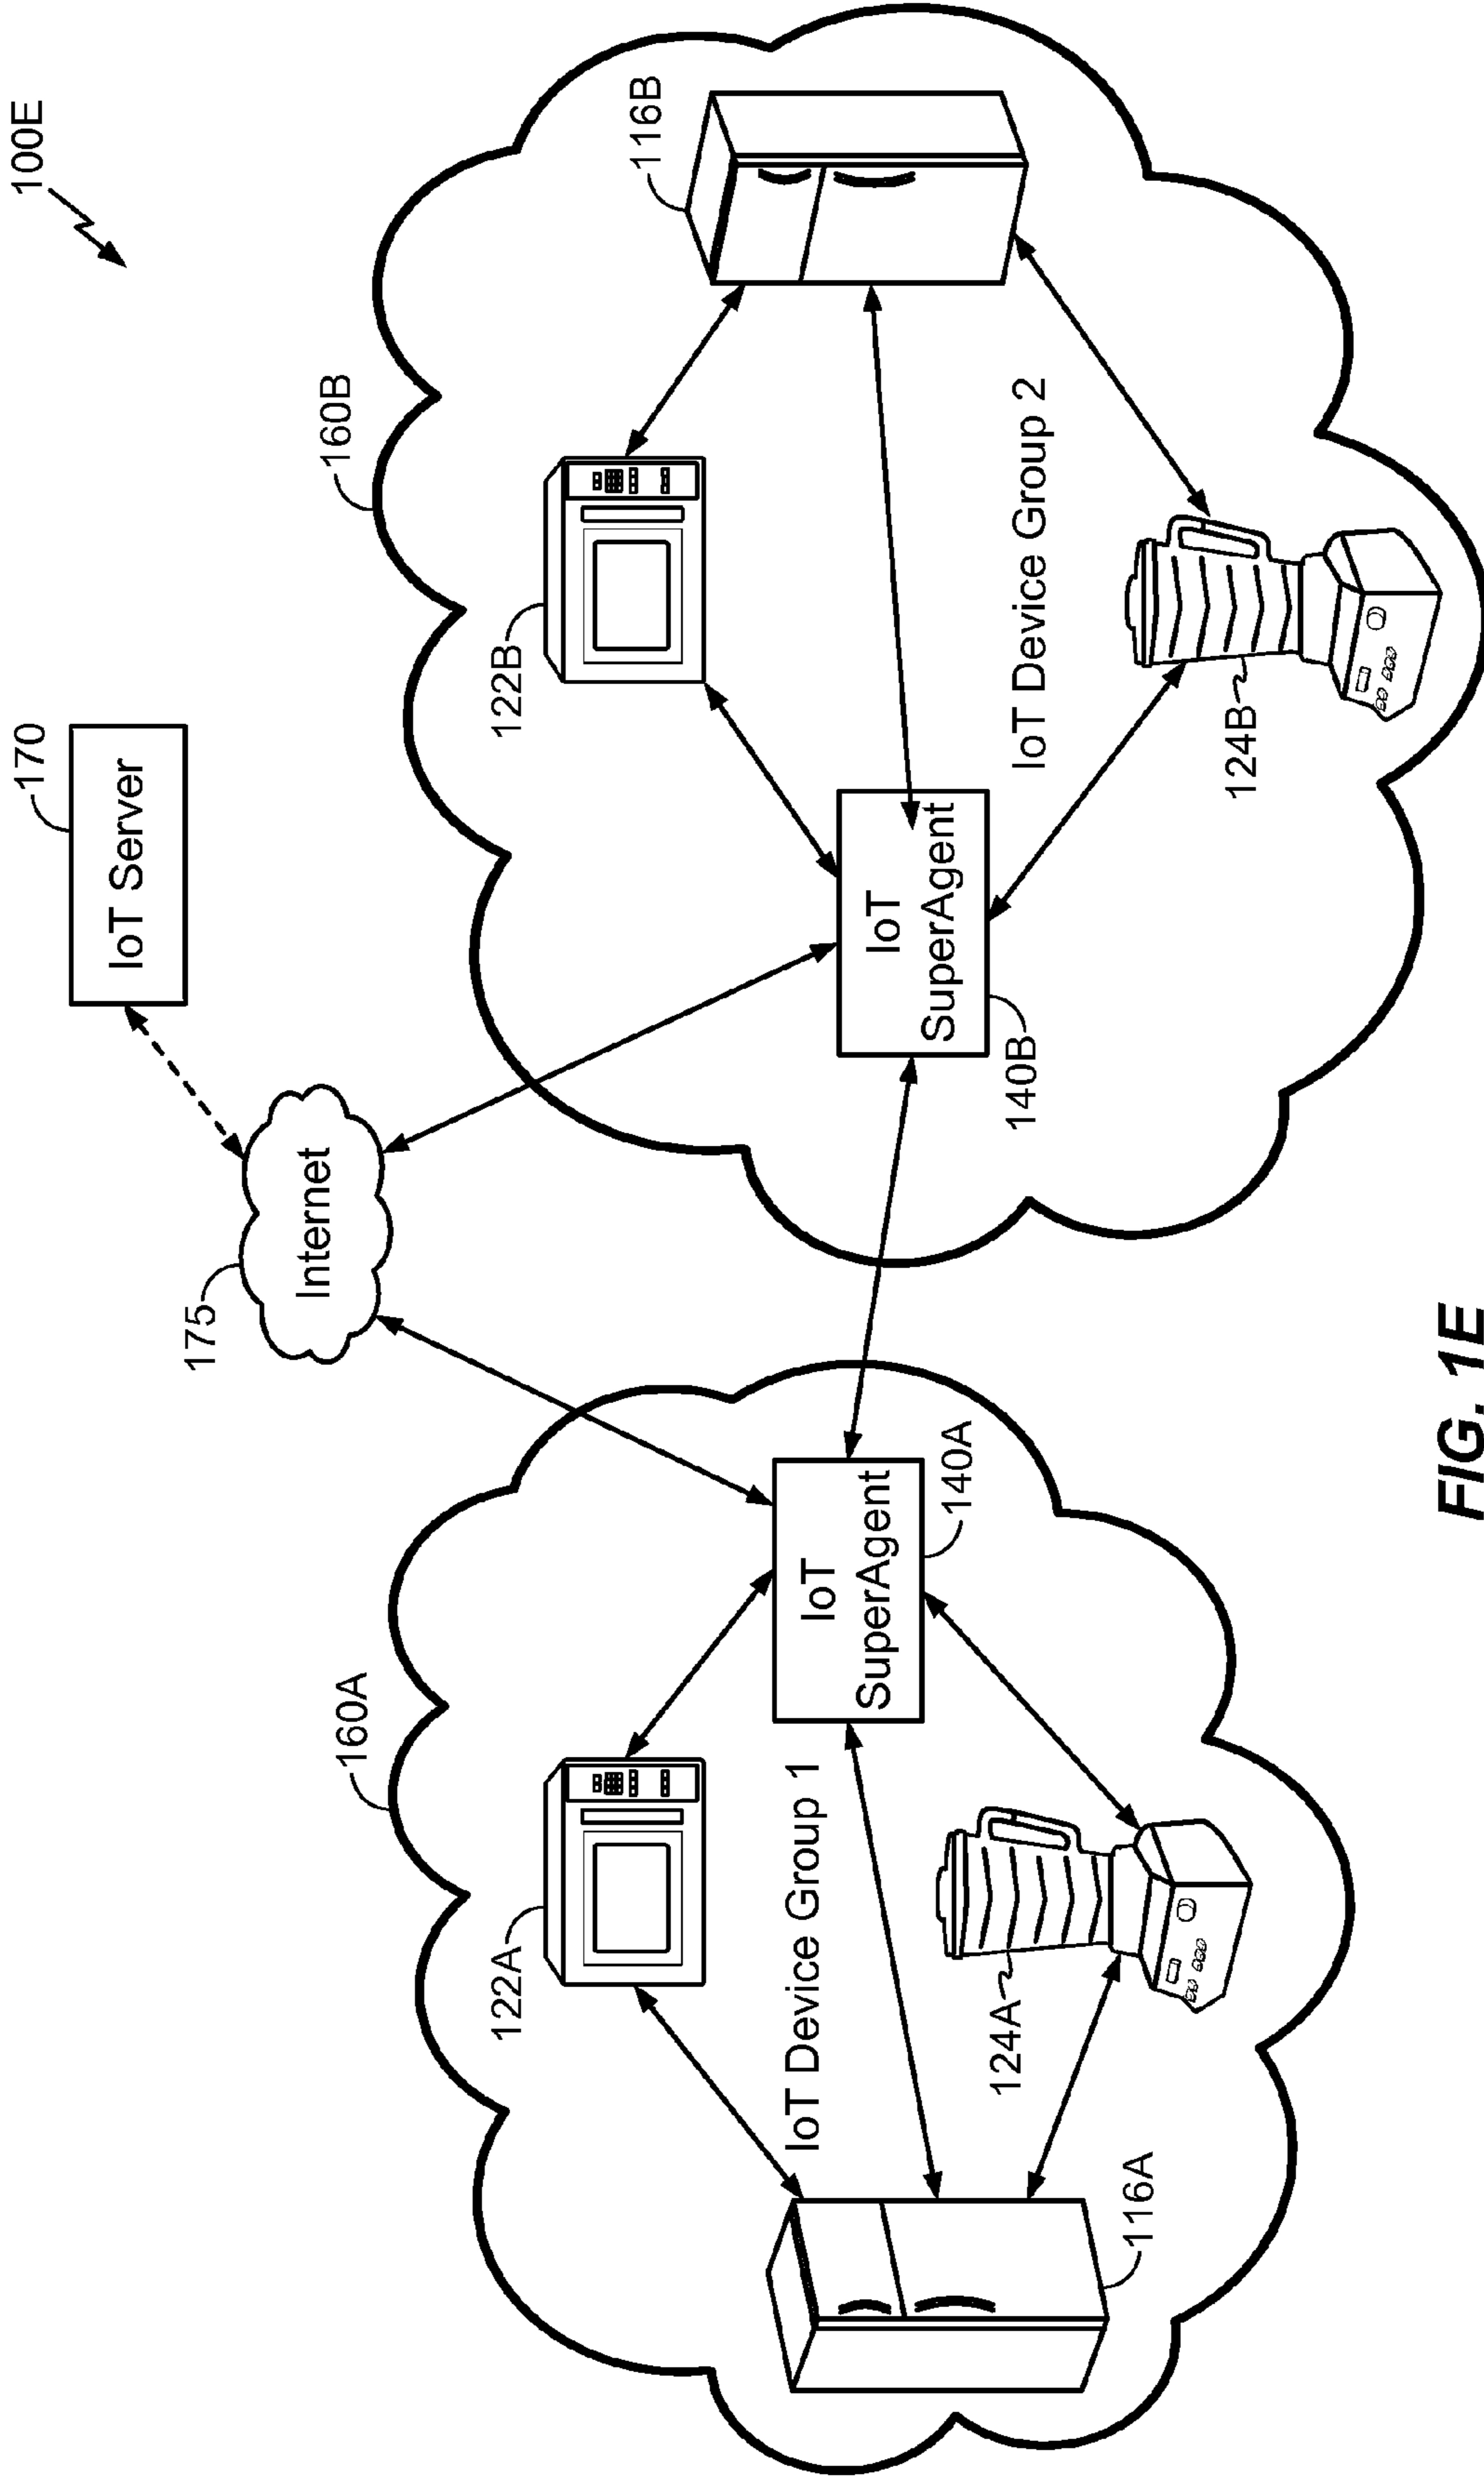 100E
170
IoT Server
175
Internet
160A
160B
122A
122B
116B
IoT Device Group 1
IoT
SuperAgent
140A
IoT
SuperAgent
140B
IoT Device Group 2
124A
124B
116A
FIG. 1E